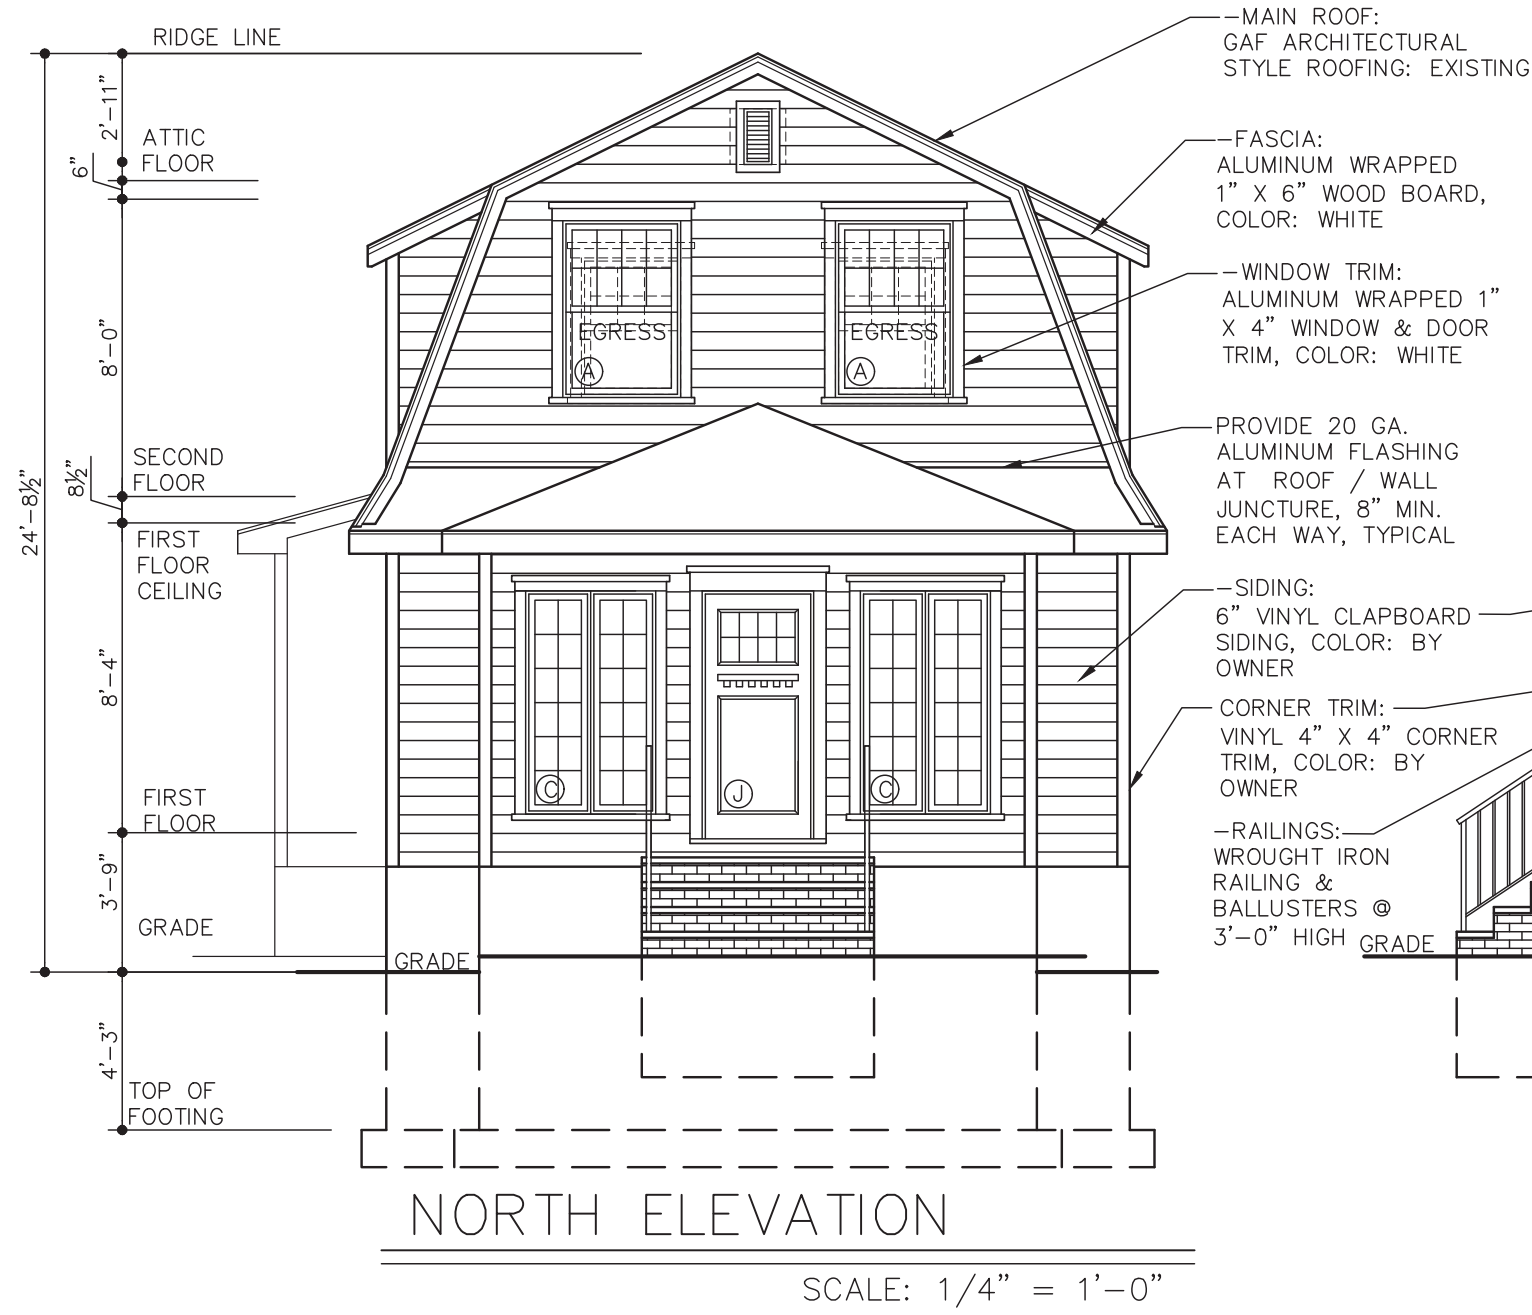 RIDGE LINE
2'-11"
ATTIC
FLOOR
6"
8'-0"
SECOND
FLOOR
8½"
24'-8½"
FIRST
FLOOR
CEILING
8'-4"
FIRST
FLOOR
3'-9"
GRADE
GRADE
4'-3"
TOP OF
FOOTING
EGRESS
A
EGRESS
A
C
J
C
-MAIN ROOF:
GAF ARCHITECTURAL
STYLE ROOFING: EXISTING
-FASCIA:
ALUMINUM WRAPPED
1" X 6" WOOD BOARD,
COLOR: WHITE
-WINDOW TRIM:
ALUMINUM WRAPPED 1"
X 4" WINDOW & DOOR
TRIM, COLOR: WHITE
PROVIDE 20 GA.
ALUMINUM FLASHING
AT ROOF / WALL
JUNCTURE, 8" MIN.
EACH WAY, TYPICAL
-SIDING:
6" VINYL CLAPBOARD
SIDING, COLOR: BY
OWNER
CORNER TRIM:
VINYL 4" X 4" CORNER
TRIM, COLOR: BY
OWNER
-RAILINGS:
WROUGHT IRON
RAILING &
BALLUSTERS @
3'-0" HIGH
GRADE
NORTH ELEVATION
SCALE: 1/4" = 1'-0"